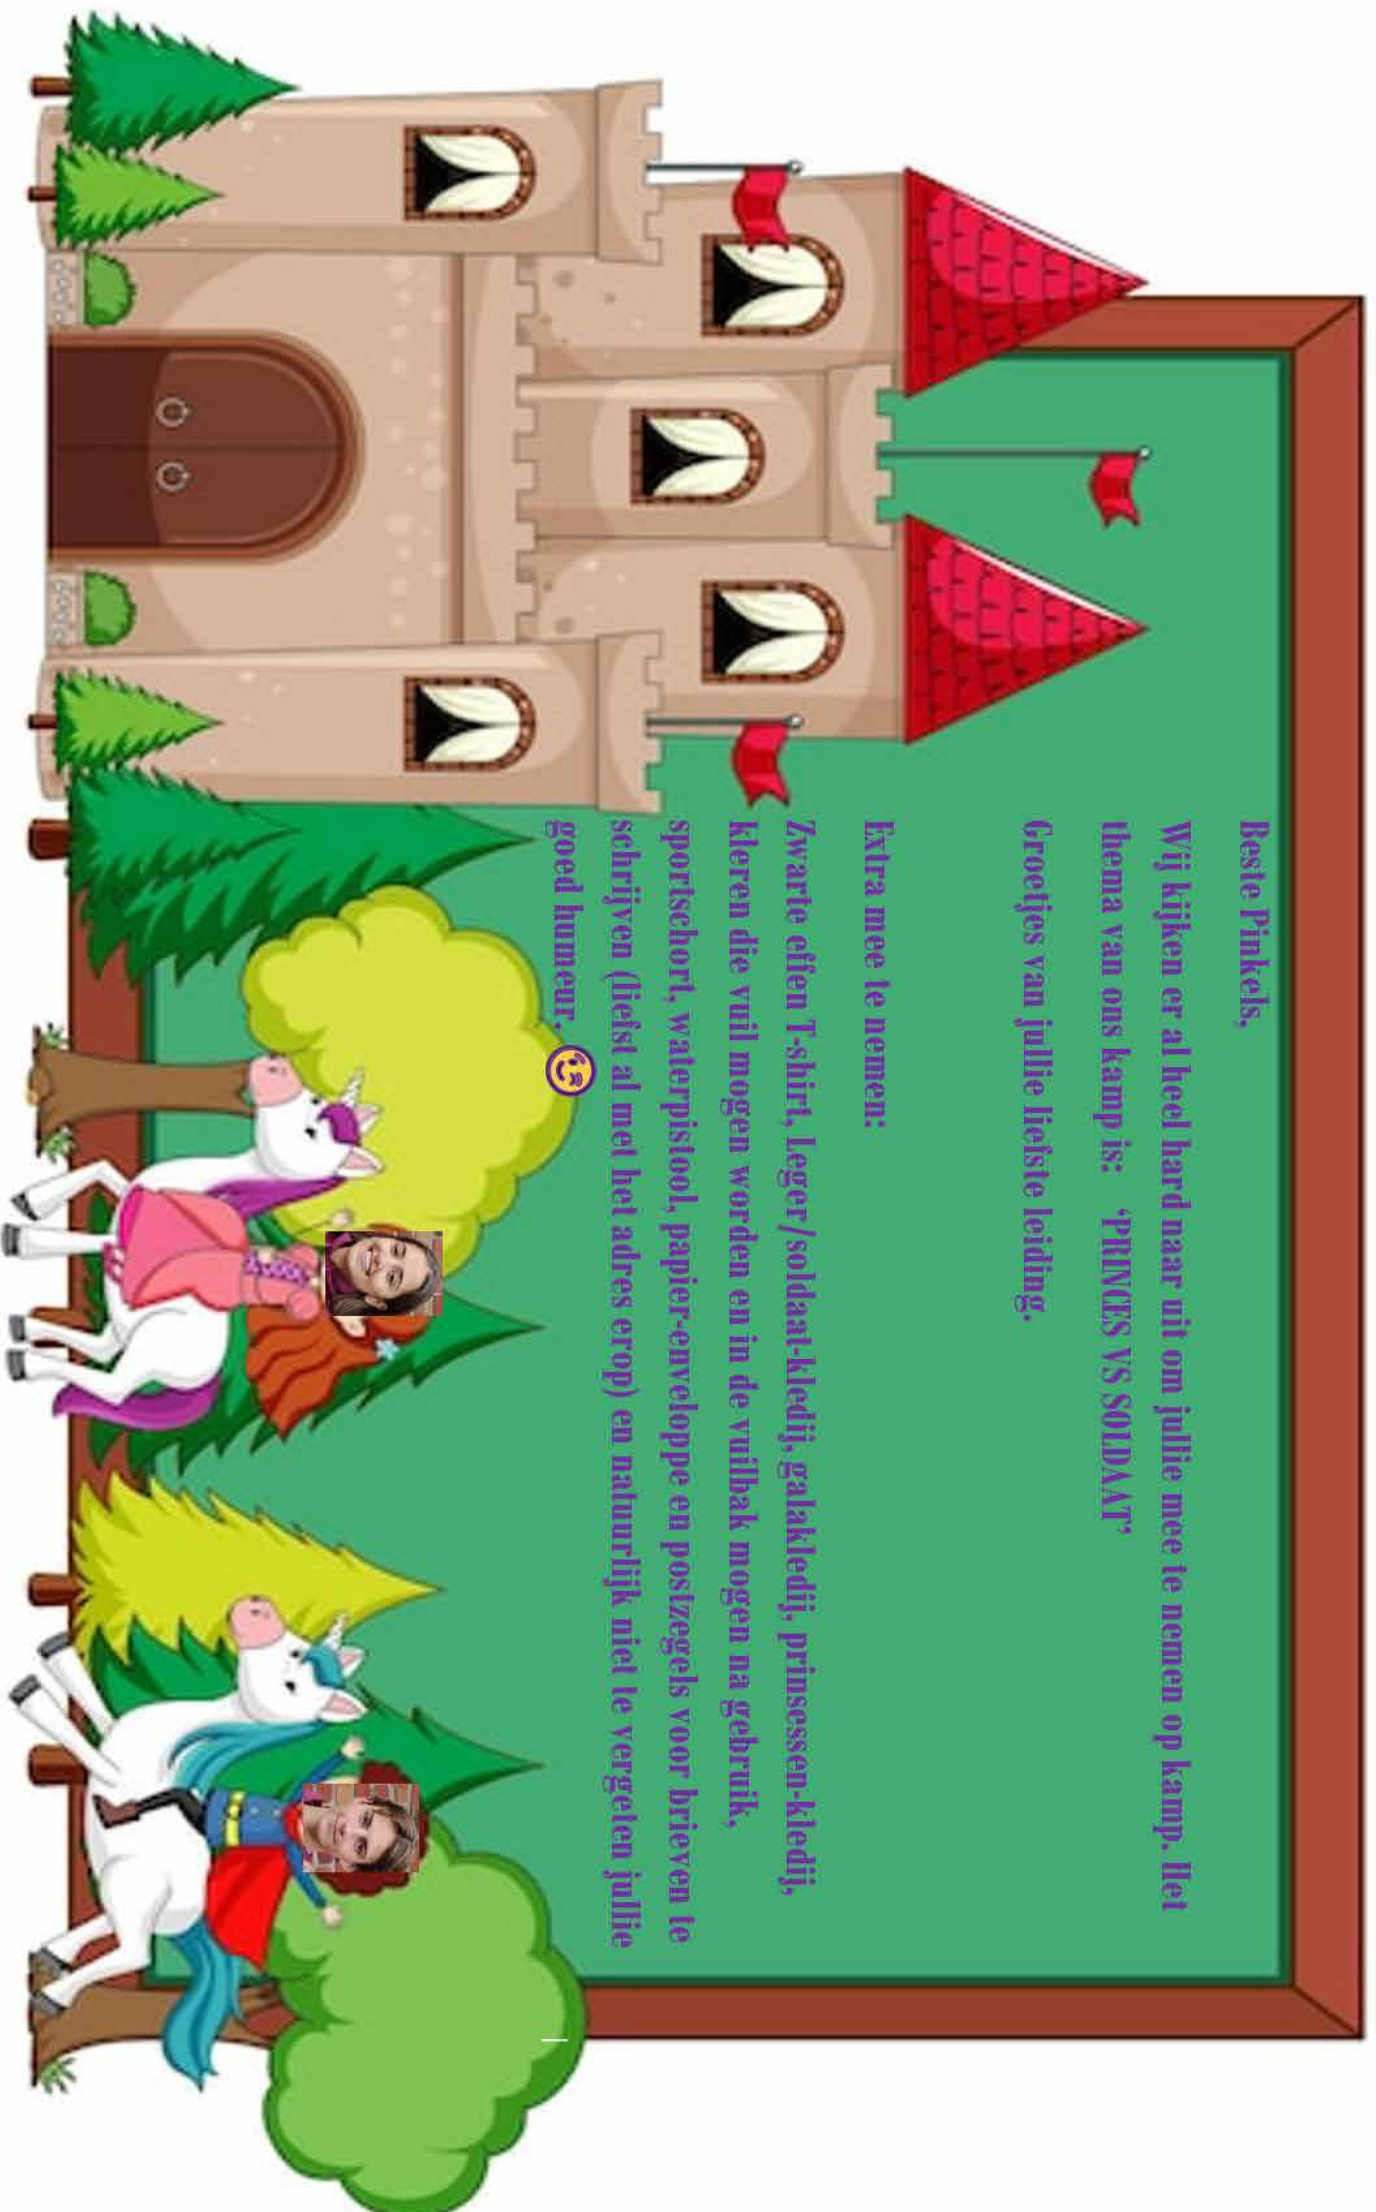 Beste Pinkels,
Wij kijken er al heel hard naar uit om jullie mee te nemen op kamp. Het
thema van ons kamp is: ‘PRINCES VS SOLDAAT’
Groetjes van jullie liefste leiding.
Extra mee te nemen:
Zwarte effen T-shirt, Leger/soldaat-kledij, galakledij, prinsessen-kledij,
kleren die vuil mogen worden en in de vuilbak mogen na gebruik,
sportschort, waterpistool, papier-enveloppe en postzegels voor brieven te
schrijven (liefst al met het adres erop) en natuurlijk niet te vergeten jullie
goed humeur.